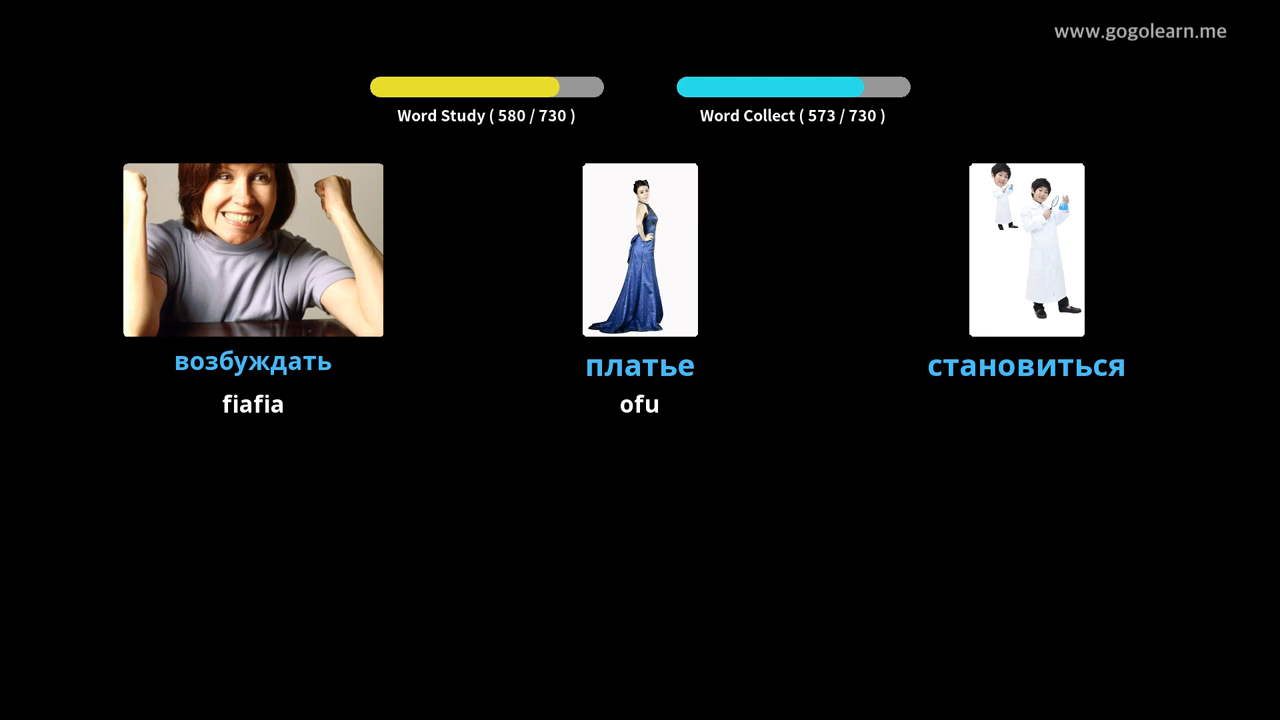 www.gogolearn.me
Word Study ( 580 / 730 )
Word Collect ( 573 / 730 )
возбуждать
платье
становиться
fiafia
ofu